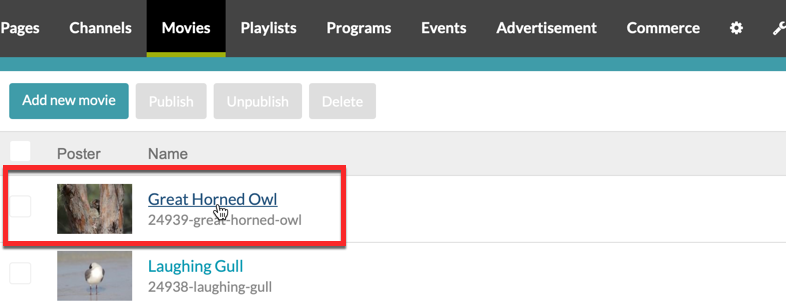 Pages Channels Movies Playlists Programs Events Advertisement Commerce
Add new movie Publish Unpublish Delete
Poster Name
Great Horned Owl
24939-great-horned-owl
Laughing Gull
24938-laughing-gull